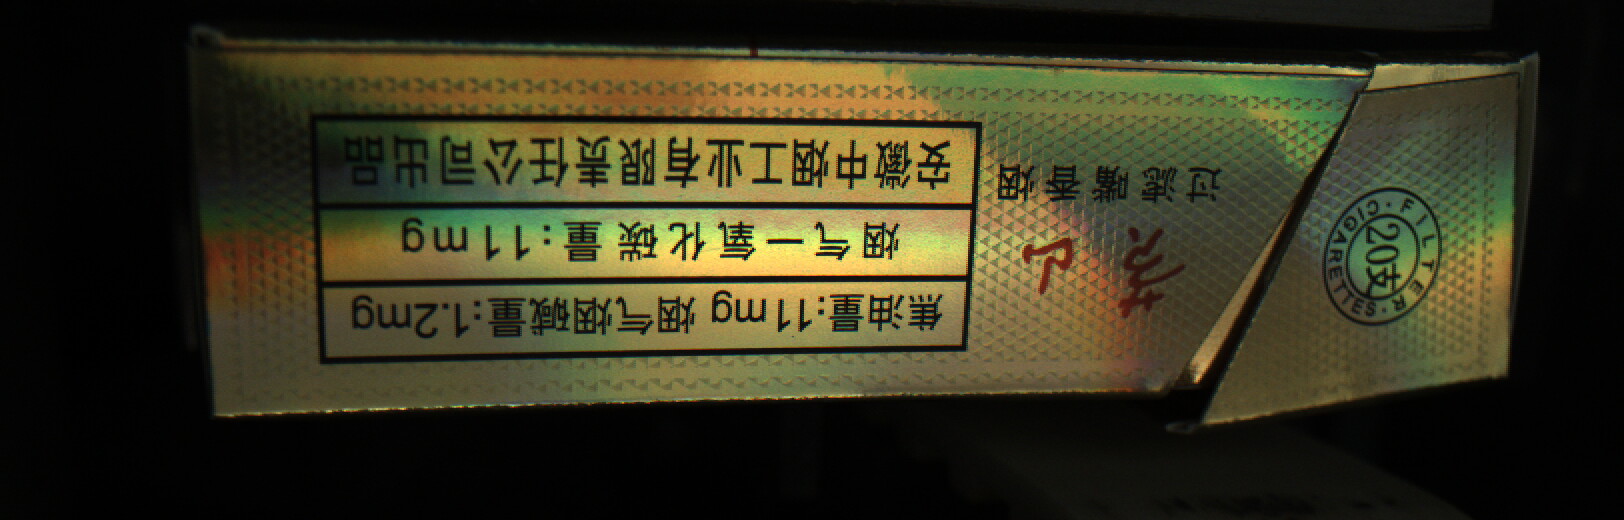 焦油量:11mg 烟气烟碱量:1.2mg
烟气一氧化碳量:11mg
安徽中烟工业有限责任公司出品
黄山
过滤嘴香烟
FILTER CIGARETTES
20支